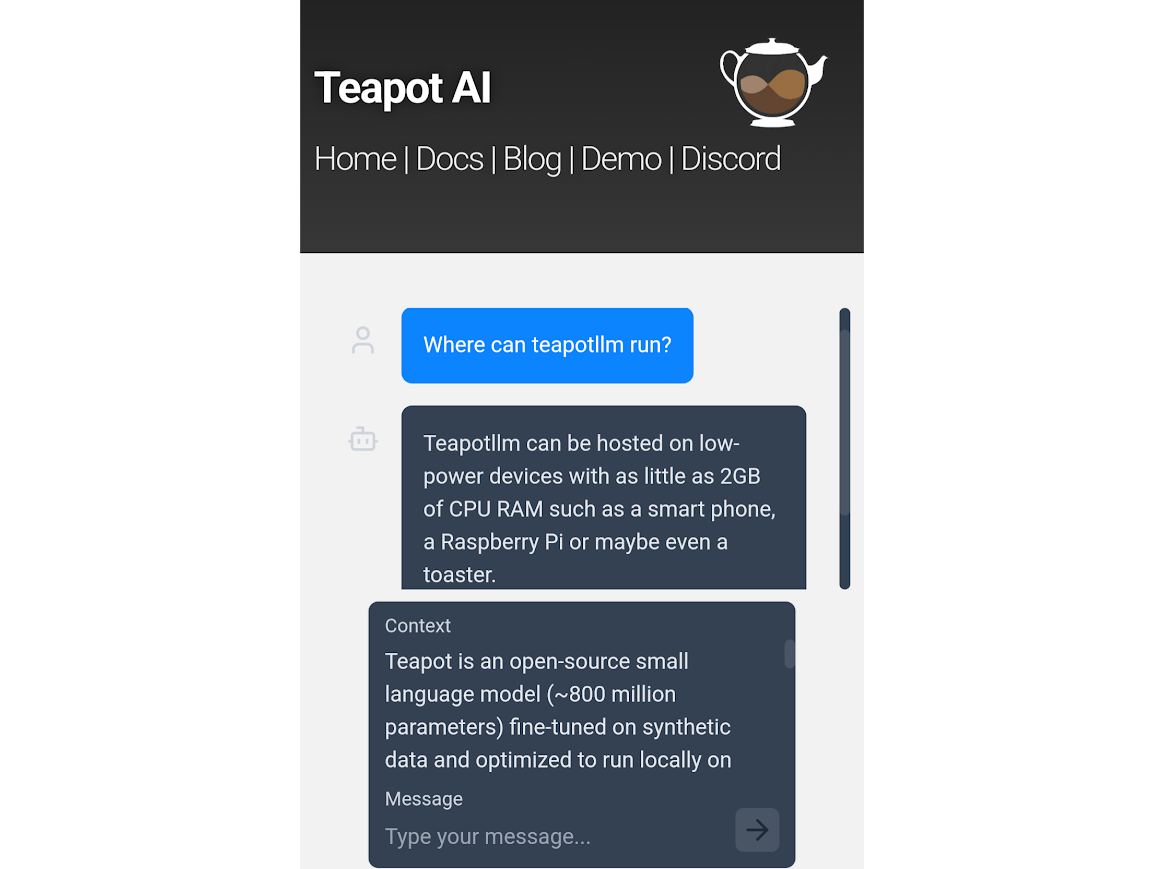 Teapot AI
Home | Docs | Blog | Demo | Discord
Where can teapotllm run?
Teapotllm can be hosted on low-
power devices with as little as 2GB
of CPU RAM such as a smart phone,
a Raspberry Pi or maybe even a
toaster.
Context
Teapot is an open-source small
language model (~800 million
parameters) fine-tuned on synthetic
data and optimized to run locally on
Message
Type your message...